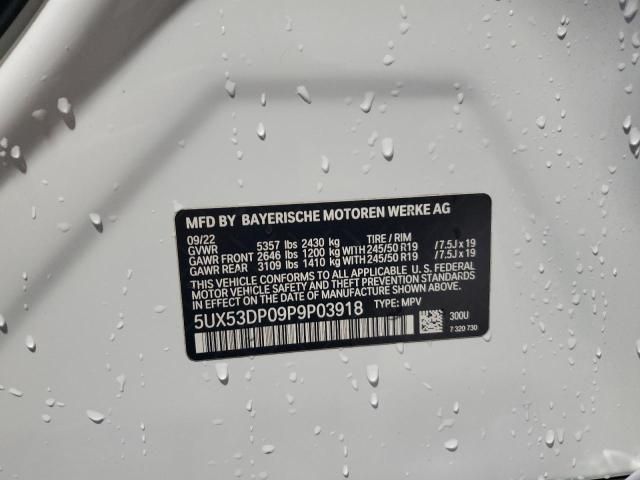 MFD BY BAYERISCHE MOTOREN WERKE AG
09/22
GVWR 5357 lbs 2430 kg TIRE / RIM
GAWR FRONT 2646 lbs 1200 kg WITH 245/50 R19 /7.5J x 19
GAWR REAR 3109 lbs 1410 kg WITH 245/50 R19 /7.5J x 19
THIS VEHICLE CONFORMS TO ALL APPLICABLE U.S. FEDERAL
MOTOR VEHICLE SAFETY AND THEFT PREVENTION STANDARDS
IN EFFECT ON THE DATE OF MANUFACTURE SHOWN ABOVE.
5UX53DP09P9P03918 TYPE: MPV
300U
7 320 730